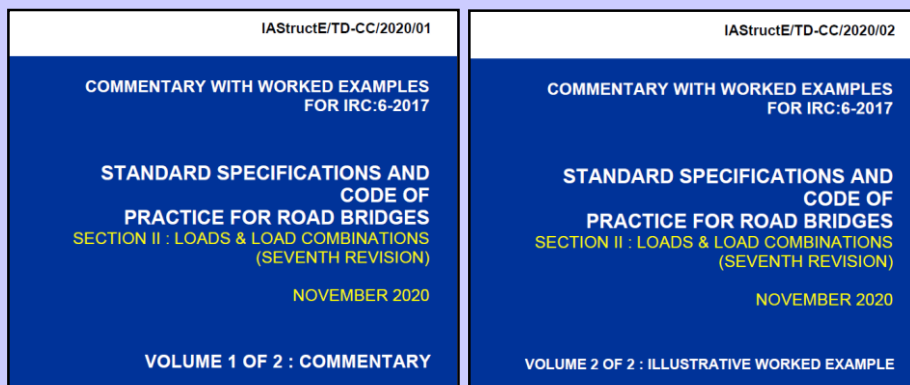 IAStructE/TD-CC/2020/01
COMMENTARY WITH WORKED EXAMPLES
FOR IRC:6-2017
STANDARD SPECIFICATIONS AND
CODE OF
PRACTICE FOR ROAD BRIDGES
SECTION II : LOADS & LOAD COMBINATIONS
(SEVENTH REVISION)
NOVEMBER 2020
VOLUME 1 OF 2 : COMMENTARY
IAStructE/TD-CC/2020/02
COMMENTARY WITH WORKED EXAMPLES
FOR IRC:6-2017
STANDARD SPECIFICATIONS AND
CODE OF
PRACTICE FOR ROAD BRIDGES
SECTION II : LOADS & LOAD COMBINATIONS
(SEVENTH REVISION)
NOVEMBER 2020
VOLUME 2 OF 2 : ILLUSTRATIVE WORKED EXAMPLE